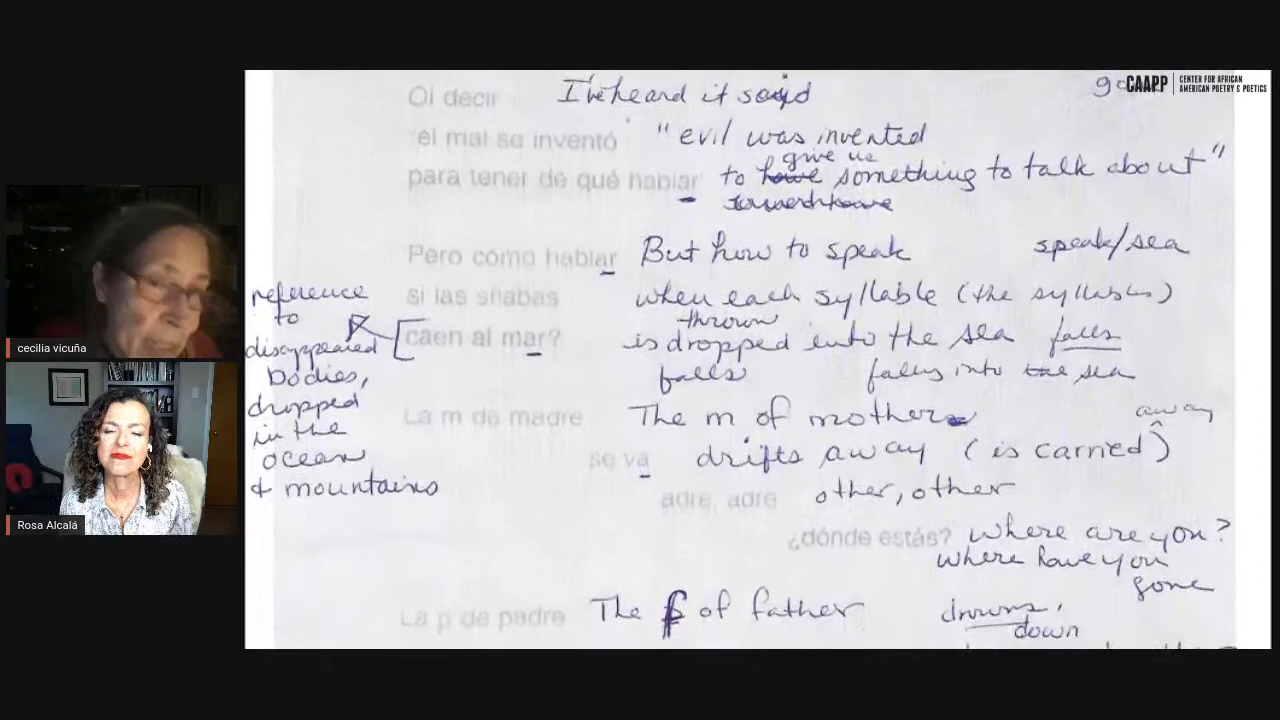 CAAPP CENTER FOR AFRICAN
AMERICAN POETRY & POETICS
Oí decir I've heard it said
"el mal se inventó "evil was invented
give us
para tener de qué hablar to have something to talk about"
Pero cómo hablar But how to speak speak/sea
si las sílabas when each syllable (the syllables)
thrown
caen al mar? is dropped into the sea falls
falls falls into the sea
reference
to
disappeared
bodies,
dropped
in the
ocean
& mountains
La m de madre The m of mother
away
se va drifts away (is carried)
adre, adre other, other
¿dónde estás? where are you?
where have you
gone
La p de padre The f of father drowns,
down
cecilia vicuña
Rosa Alcalá